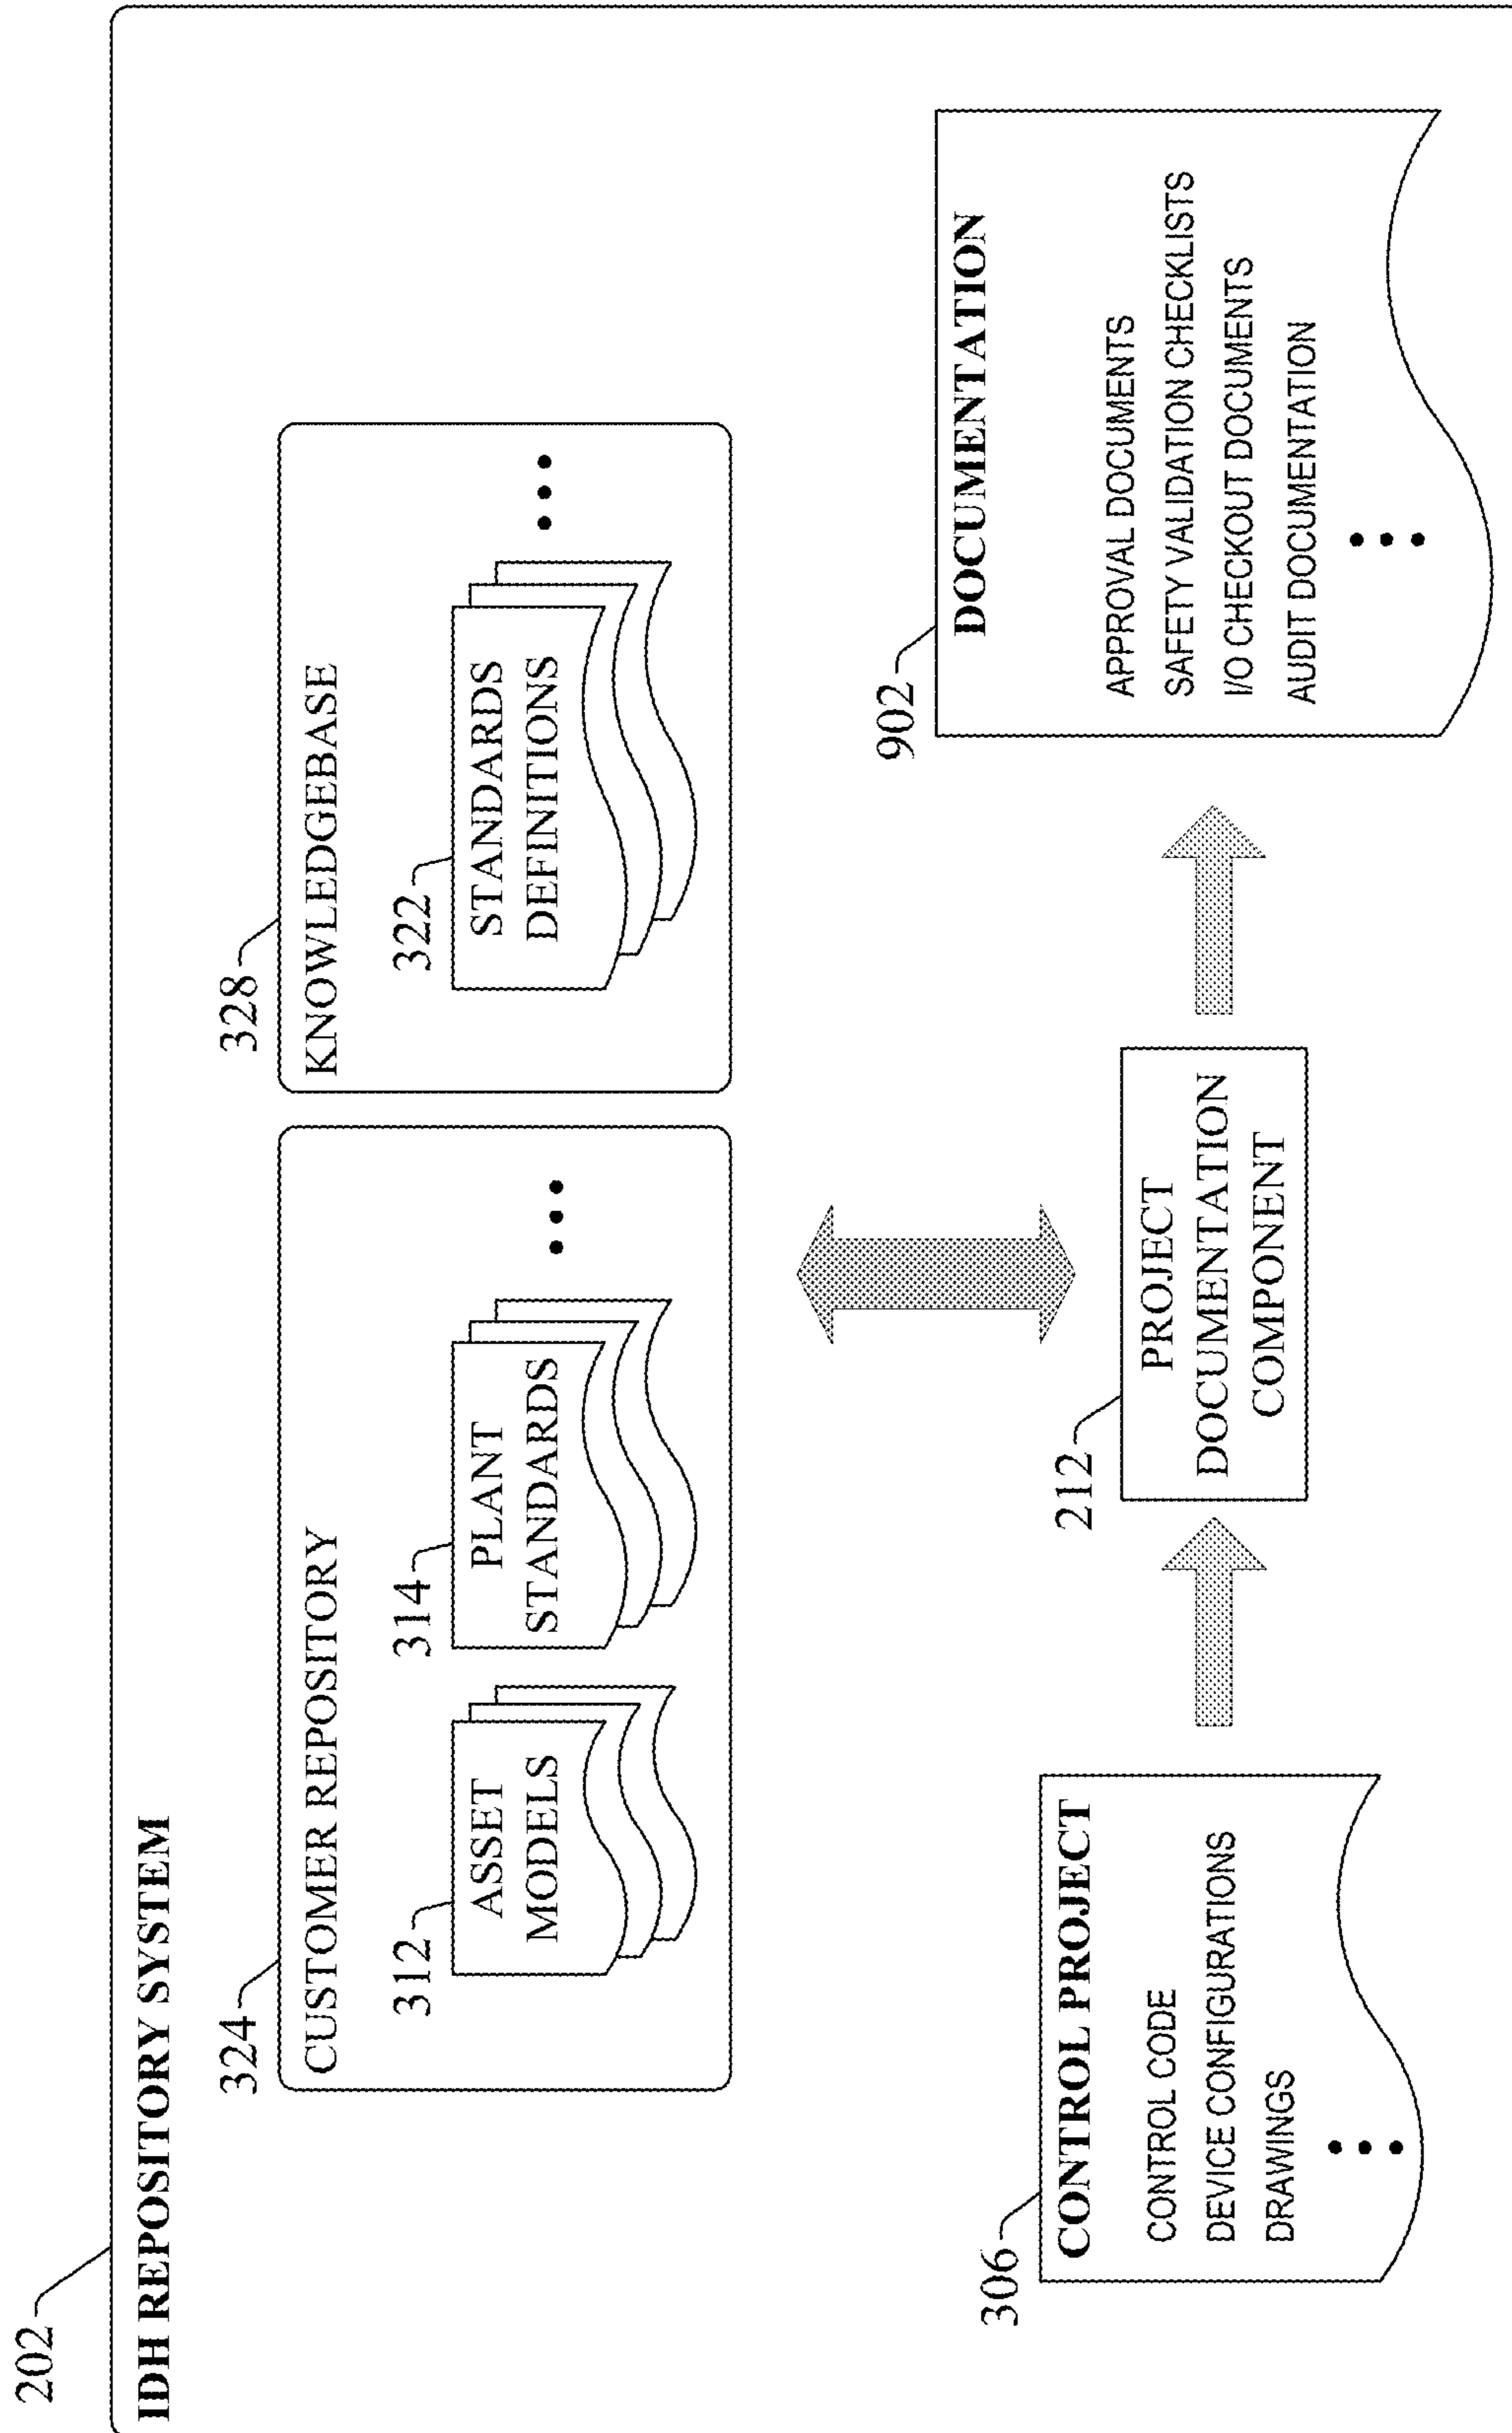 202
IDH REPOSITORY SYSTEM
324
CUSTOMER REPOSITORY
312
ASSET
MODELS
314
PLANT
STANDARDS
• • •
328
KNOWLEDGEBASE
322
STANDARDS
DEFINITIONS
• • •
306
CONTROL PROJECT
CONTROL CODE
DEVICE CONFIGURATIONS
DRAWINGS
• • •
212
PROJECT
DOCUMENTATION
COMPONENT
902
DOCUMENTATION
APPROVAL DOCUMENTS
SAFETY VALIDATION CHECKLISTS
I/O CHECKOUT DOCUMENTS
AUDIT DOCUMENTATION
• • •